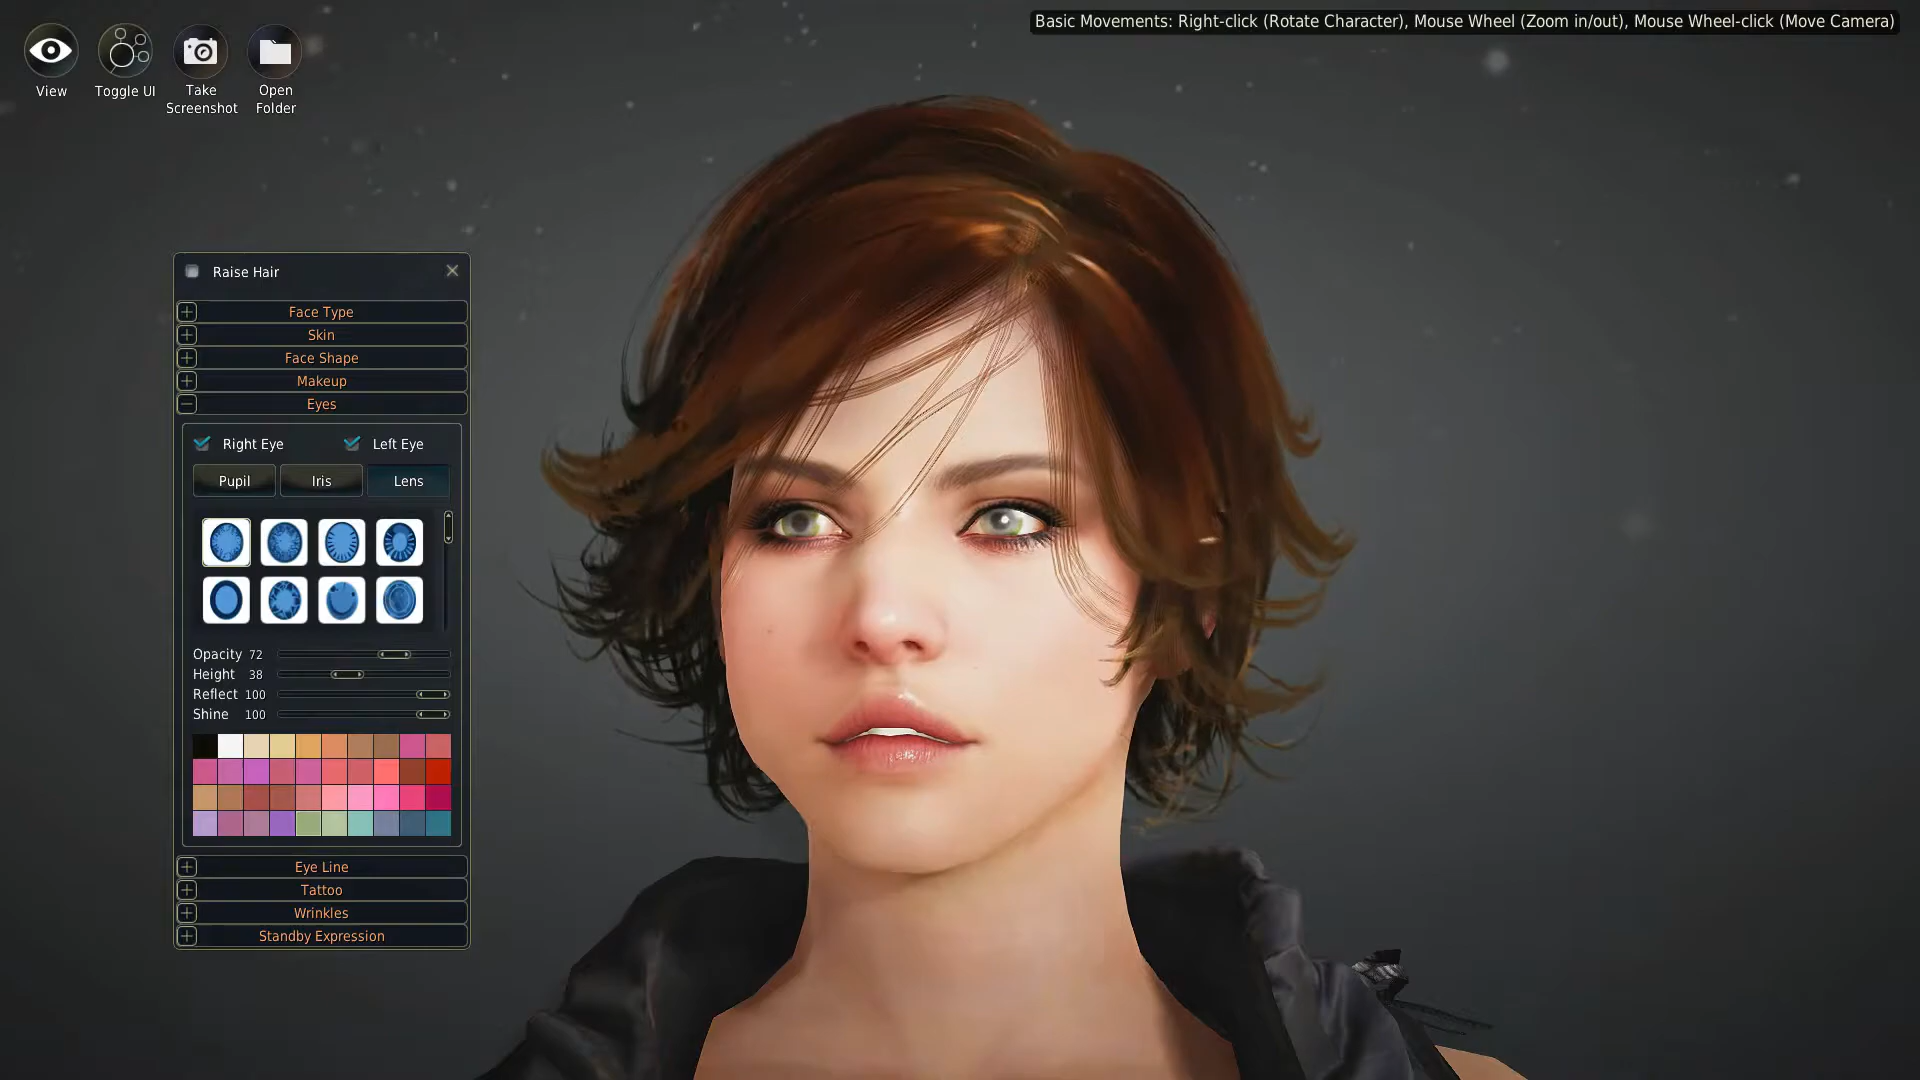 Basic Movements: Right-click (Rotate Character), Mouse Wheel (Zoom in/out), Mouse Wheel-click (Move Camera)
View
Toggle UI
Take
Screenshot
Open
Folder
Raise Hair
Face Type
Skin
Face Shape
Makeup
Eyes
Right Eye
Left Eye
Pupil
Iris
Lens
Opacity 72
Height 38
Reflect 100
Shine 100
Eye Line
Tattoo
Wrinkles
Standby Expression